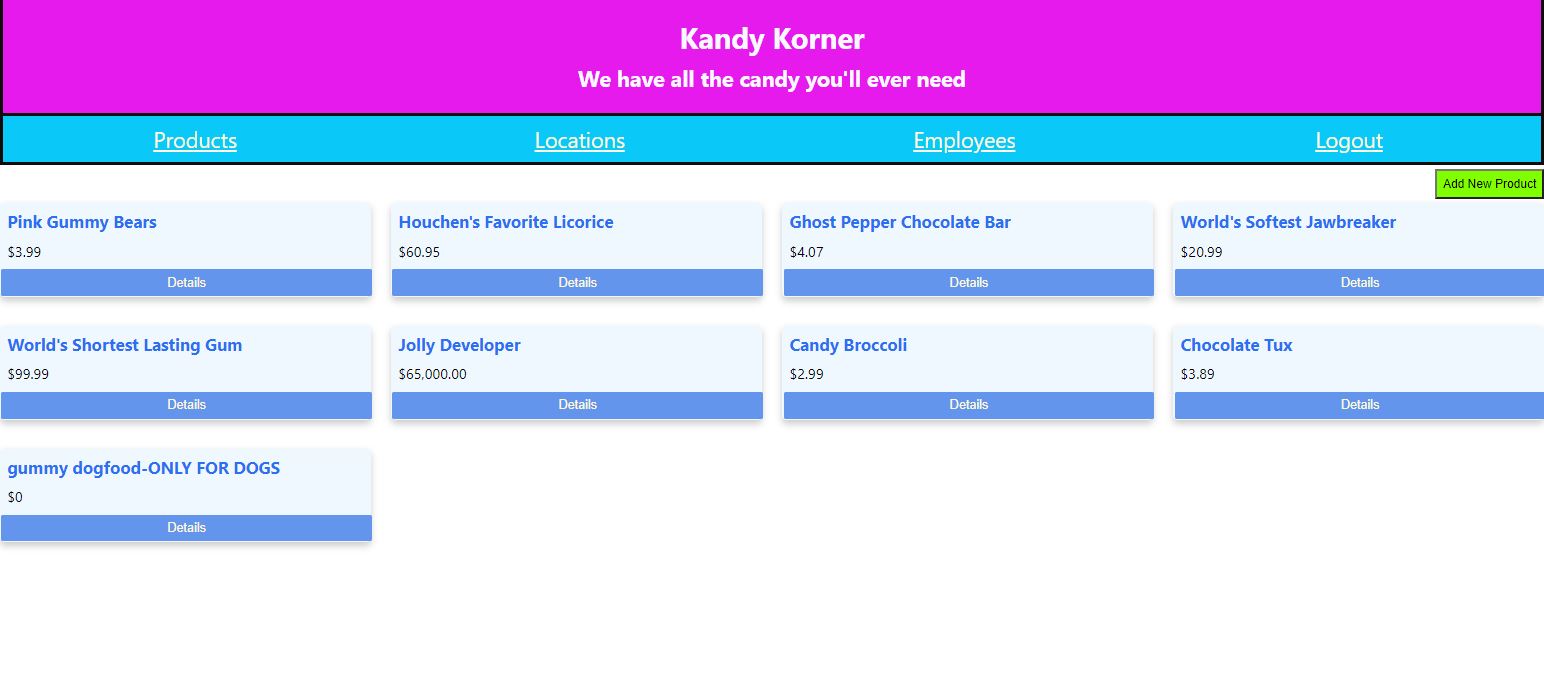 Kandy Korner
We have all the candy you'll ever need
Products Locations Employees Logout
Add New Product
Pink Gummy Bears
$3.99
Details
Houchen's Favorite Licorice
$60.95
Details
Ghost Pepper Chocolate Bar
$4.07
Details
World's Softest Jawbreaker
$20.99
Details
World's Shortest Lasting Gum
$99.99
Details
Jolly Developer
$65,000.00
Details
Candy Broccoli
$2.99
Details
Chocolate Tux
$3.89
Details
gummy dogfood-ONLY FOR DOGS
$0
Details